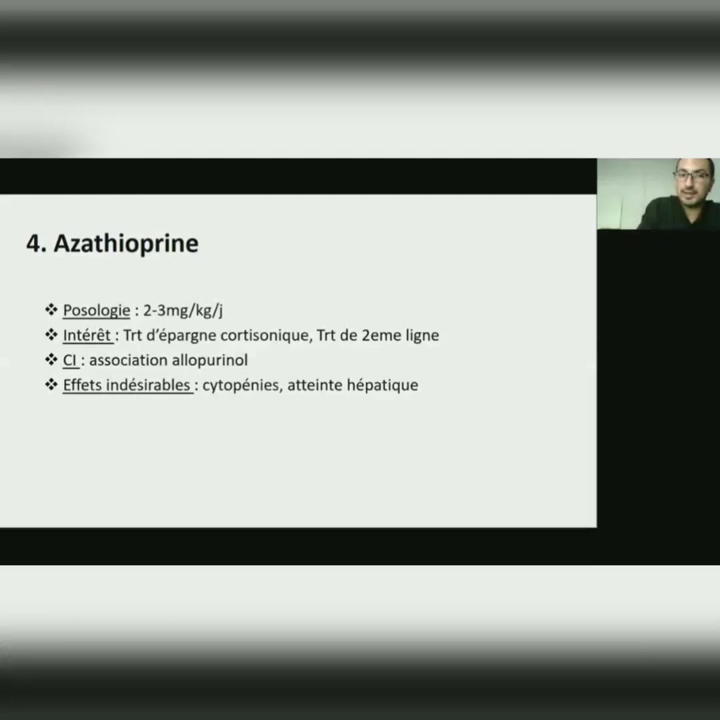 4. Azathioprine
❖ Posologie : 2-3mg/kg/j
❖ Intérêt : Trt d’épargne cortisonique, Trt de 2eme ligne
❖ CI : association allopurinol
❖ Effets indésirables : cytopénies, atteinte hépatique